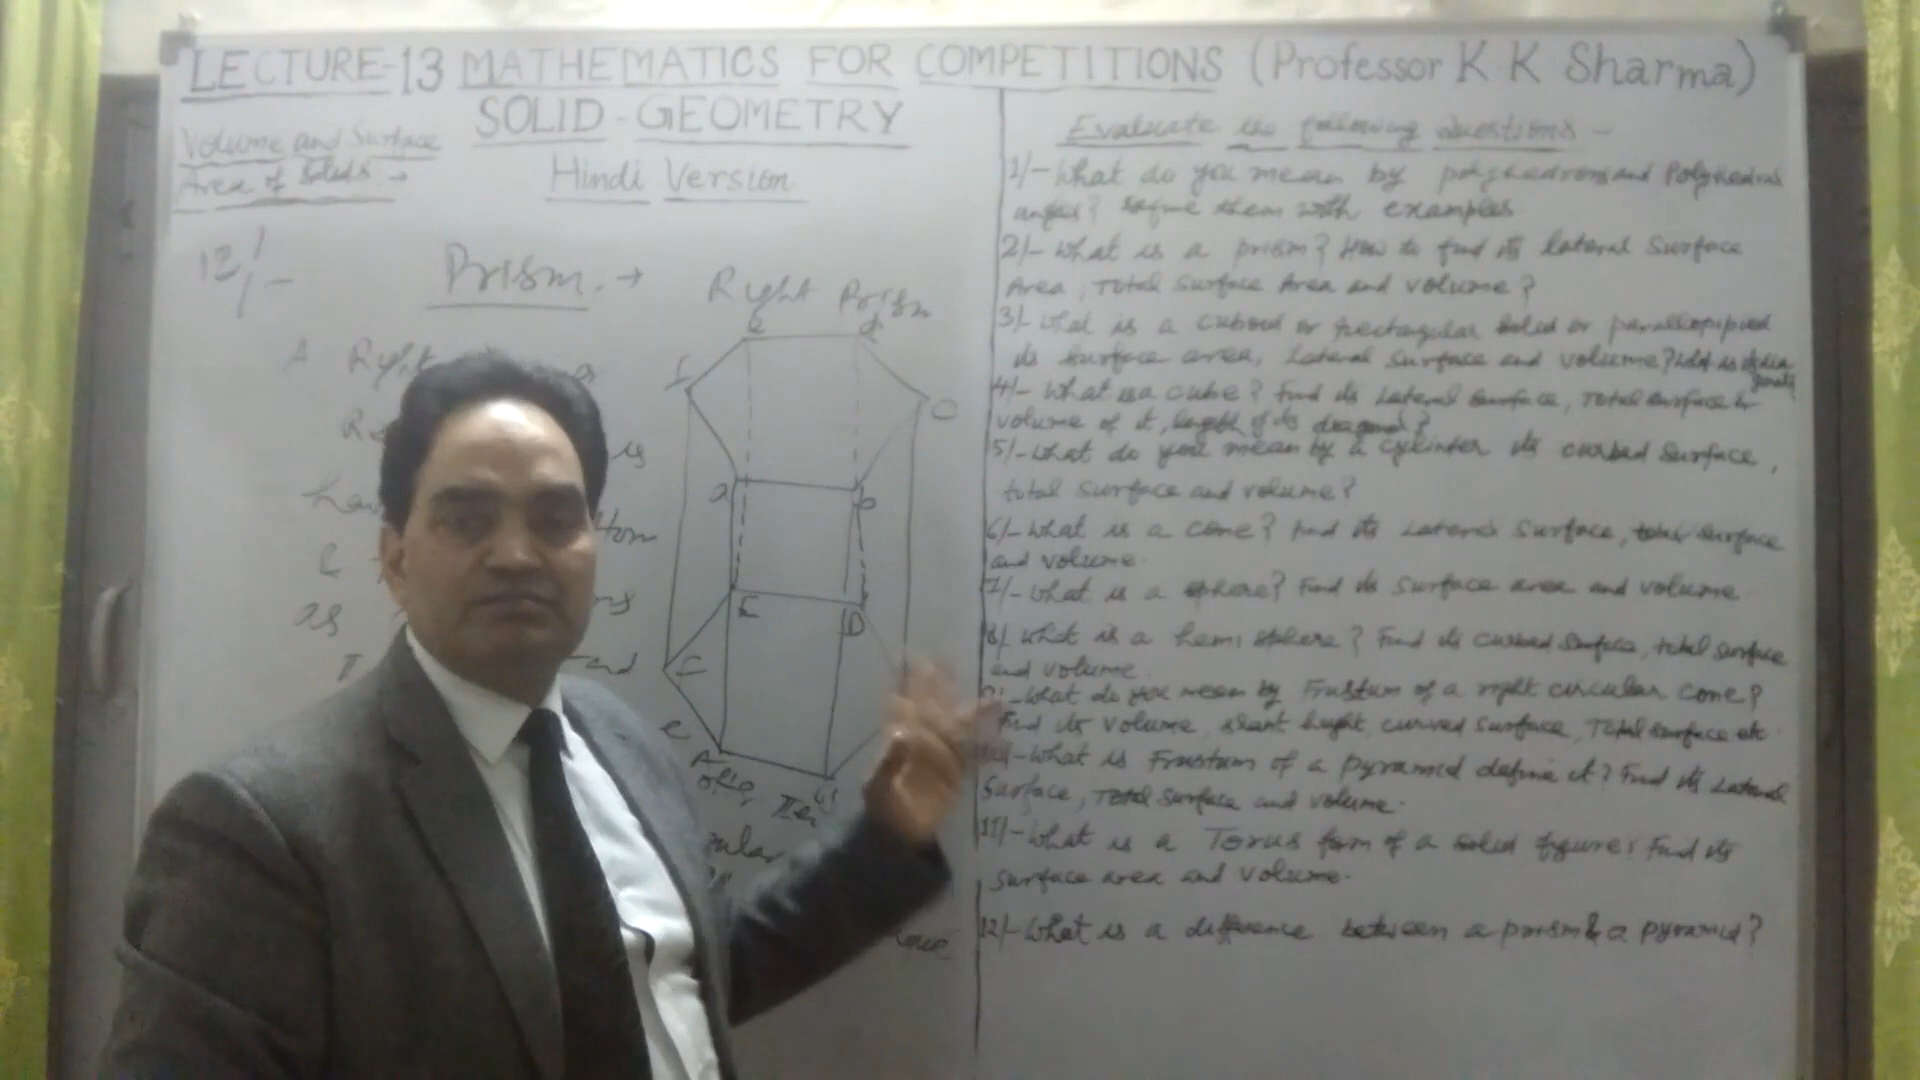 LECTURE-13 MATHEMATICS FOR COMPETITIONS (Professor K K Sharma)
SOLID-GEOMETRY
Volume and Surface
Area of Solids →
Hindi Version
12/-
Prism. →
Right Prism
e d
f
A Right
c
is
a b
as
E D
and
F
e
A
Evaluate the following Questions -
1/- What do you mean by polyhedrons and Polyhedral
angles? Define them with examples
2/- What is a prism? How to find its lateral Surface
Area, Total Surface Area and volume?
3/- What is a cuboid or rectangular Solid or
its surface area, lateral surface and volume?
4/- What is a cube? Find its Lateral Surface, Total surface &
volume of it, length of its diagonal?
5/- What do you mean by a cylinder its Surface,
total surface and volume?
6/- What is a Cone? Find its Lateral Surface, total surface
and volume.
7/- What is a sphere? Find its surface area and volume
8/- What is a hemi sphere? Find its curved surface, total surface
and volume.
9/- What do you mean by Frustum of a right circular cone?
Find its volume, slant height, curved surface, Total surface etc.
10/- What is Frustum of a pyramid define it? Find its Lateral
surface, Total surface and volume.
11/- What is a Torus form of a solid figure? Find its
surface area and volume.
12/- What is a difference between a prism & a pyramid?